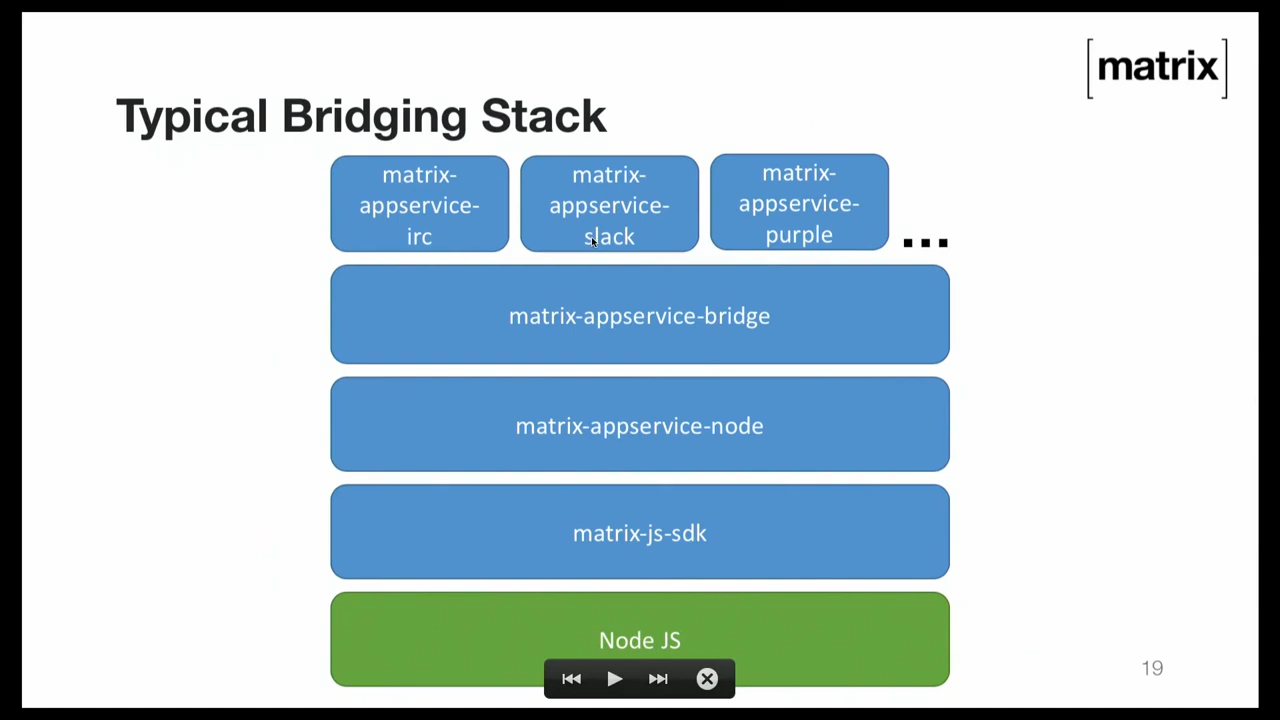 [matrix]
Typical Bridging Stack
matrix-
appservice-
irc
matrix-
appservice-
slack
matrix-
appservice-
purple
...
matrix-appservice-bridge
matrix-appservice-node
matrix-js-sdk
Node JS
19